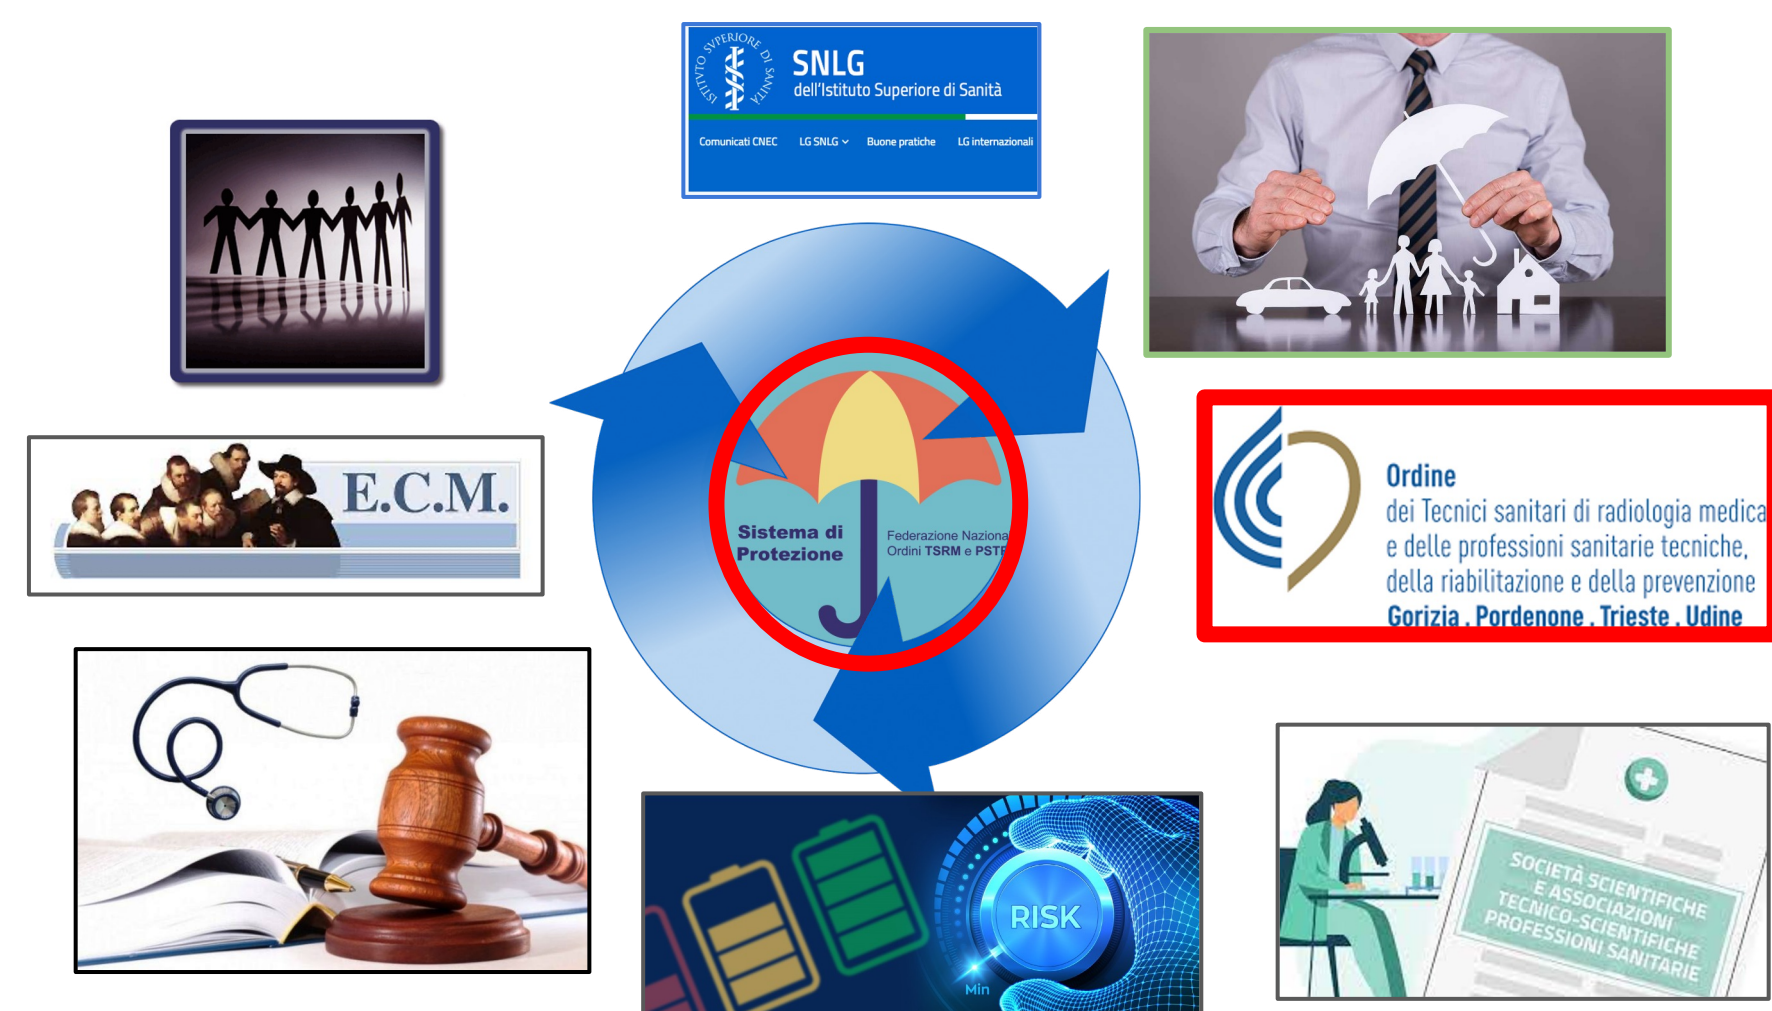 ISTITUTO SUPERIORE DI SANITÀ
SNLG
dell'Istituto Superiore di Sanità
Comunicati CNEC LG SNLG Buone pratiche LG internazionali
E.C.M.
Sistema di
Protezione
Federazione Naziona
Ordini TSRM e PSTR
Ordine
dei Tecnici sanitari di radiologia medica
e delle professioni sanitarie tecniche,
della riabilitazione e della prevenzione
Gorizia . Pordenone . Trieste . Udine
RISK
Min
SOCIETÀ SCIENTIFICHE
E ASSOCIAZIONI
TECNICO-SCIENTIFICHE
PROFESSIONI SANITARIE